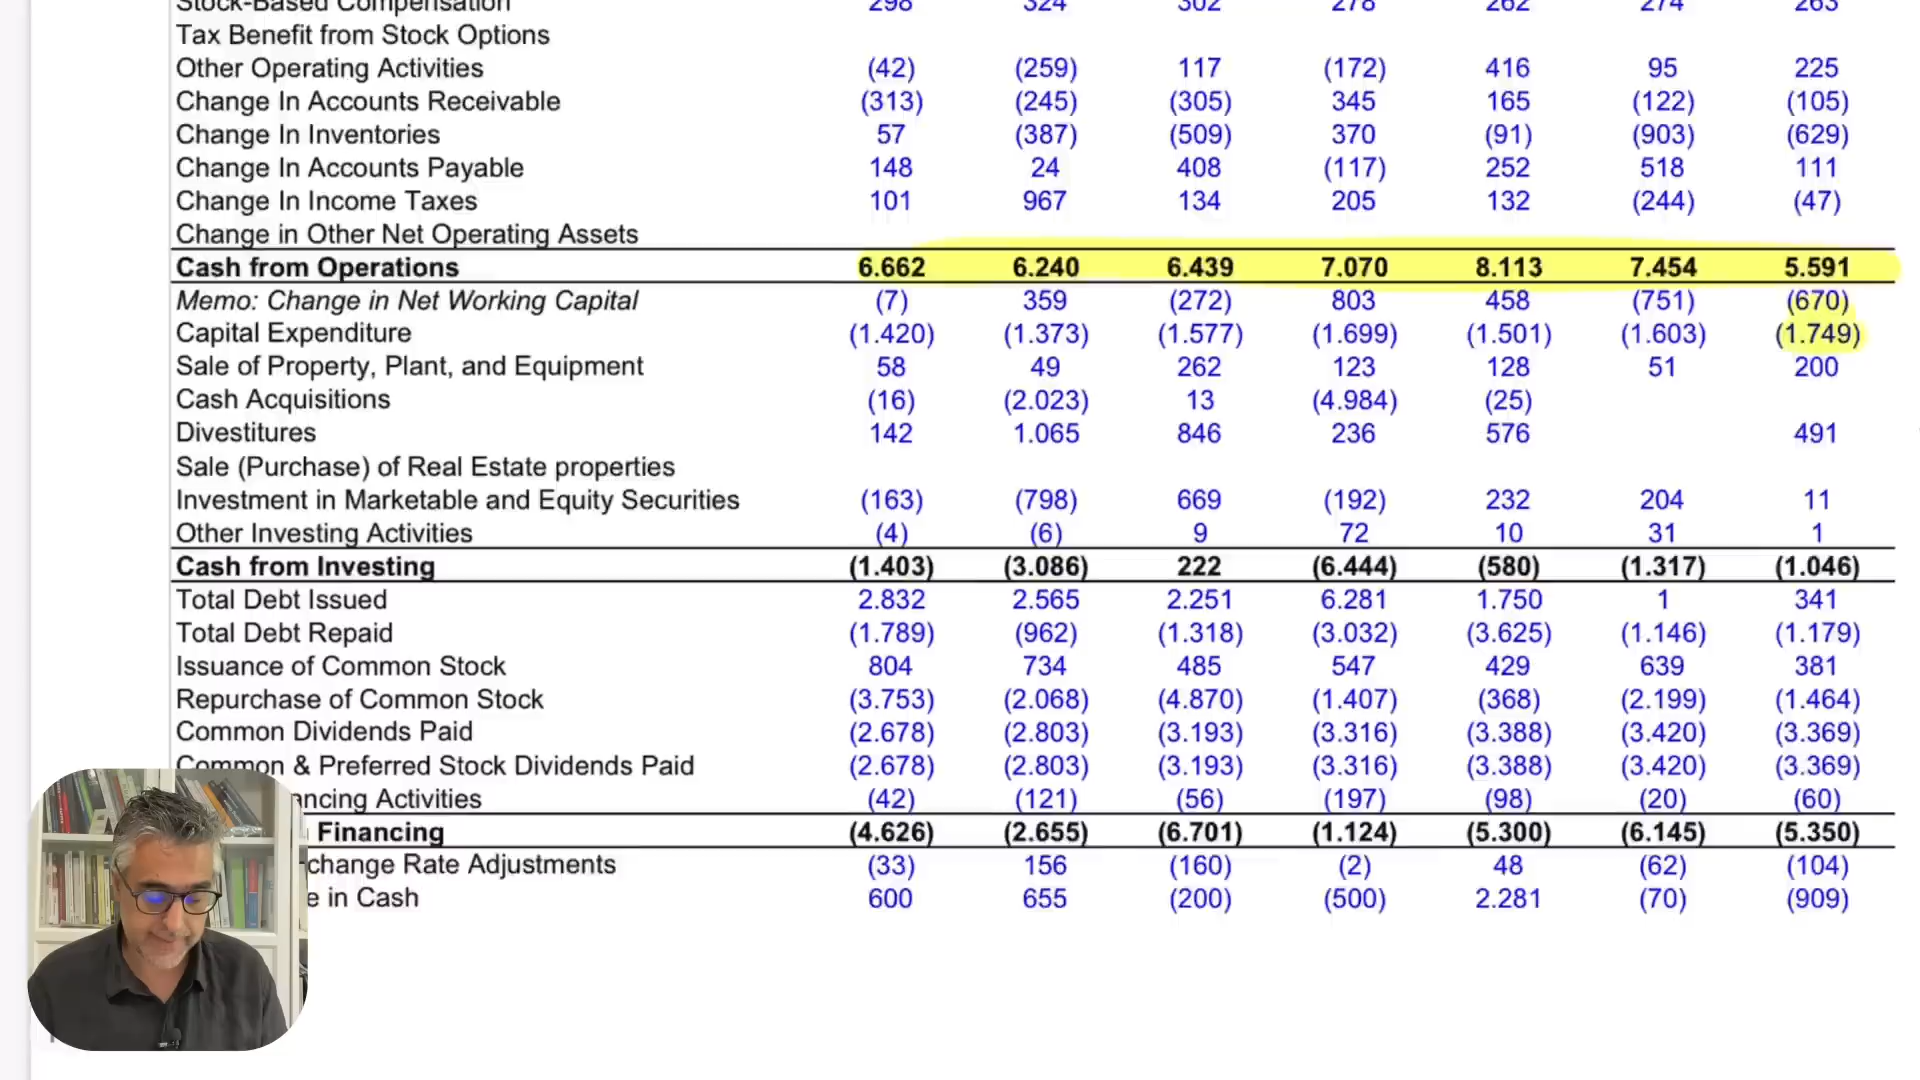 Stock-Based Compensation 298 324 302 278 262 274 263
Tax Benefit from Stock Options
Other Operating Activities (42) (259) 117 (172) 416 95 225
Change In Accounts Receivable (313) (245) (305) 345 165 (122) (105)
Change In Inventories 57 (387) (509) 370 (91) (903) (629)
Change In Accounts Payable 148 24 408 (117) 252 518 111
Change In Income Taxes 101 967 134 205 132 (244) (47)
Change in Other Net Operating Assets
Cash from Operations 6.662 6.240 6.439 7.070 8.113 7.454 5.591
Memo: Change in Net Working Capital (7) 359 (272) 803 458 (751) (670)
Capital Expenditure (1.420) (1.373) (1.577) (1.699) (1.501) (1.603) (1.749)
Sale of Property, Plant, and Equipment 58 49 262 123 128 51 200
Cash Acquisitions (16) (2.023) 13 (4.984) (25)
Divestitures 142 1.065 846 236 576 491
Sale (Purchase) of Real Estate properties
Investment in Marketable and Equity Securities (163) (798) 669 (192) 232 204 11
Other Investing Activities (4) (6) 9 72 10 31 1
Cash from Investing (1.403) (3.086) 222 (6.444) (580) (1.317) (1.046)
Total Debt Issued 2.832 2.565 2.251 6.281 1.750 1 341
Total Debt Repaid (1.789) (962) (1.318) (3.032) (3.625) (1.146) (1.179)
Issuance of Common Stock 804 734 485 547 429 639 381
Repurchase of Common Stock (3.753) (2.068) (4.870) (1.407) (368) (2.199) (1.464)
Common Dividends Paid (2.678) (2.803) (3.193) (3.316) (3.388) (3.420) (3.369)
Common & Preferred Stock Dividends Paid (2.678) (2.803) (3.193) (3.316) (3.388) (3.420) (3.369)
ancing Activities (42) (121) (56) (197) (98) (20) (60)
Financing (4.626) (2.655) (6.701) (1.124) (5.300) (6.145) (5.350)
change Rate Adjustments (33) 156 (160) (2) 48 (62) (104)
e in Cash 600 655 (200) (500) 2.281 (70) (909)